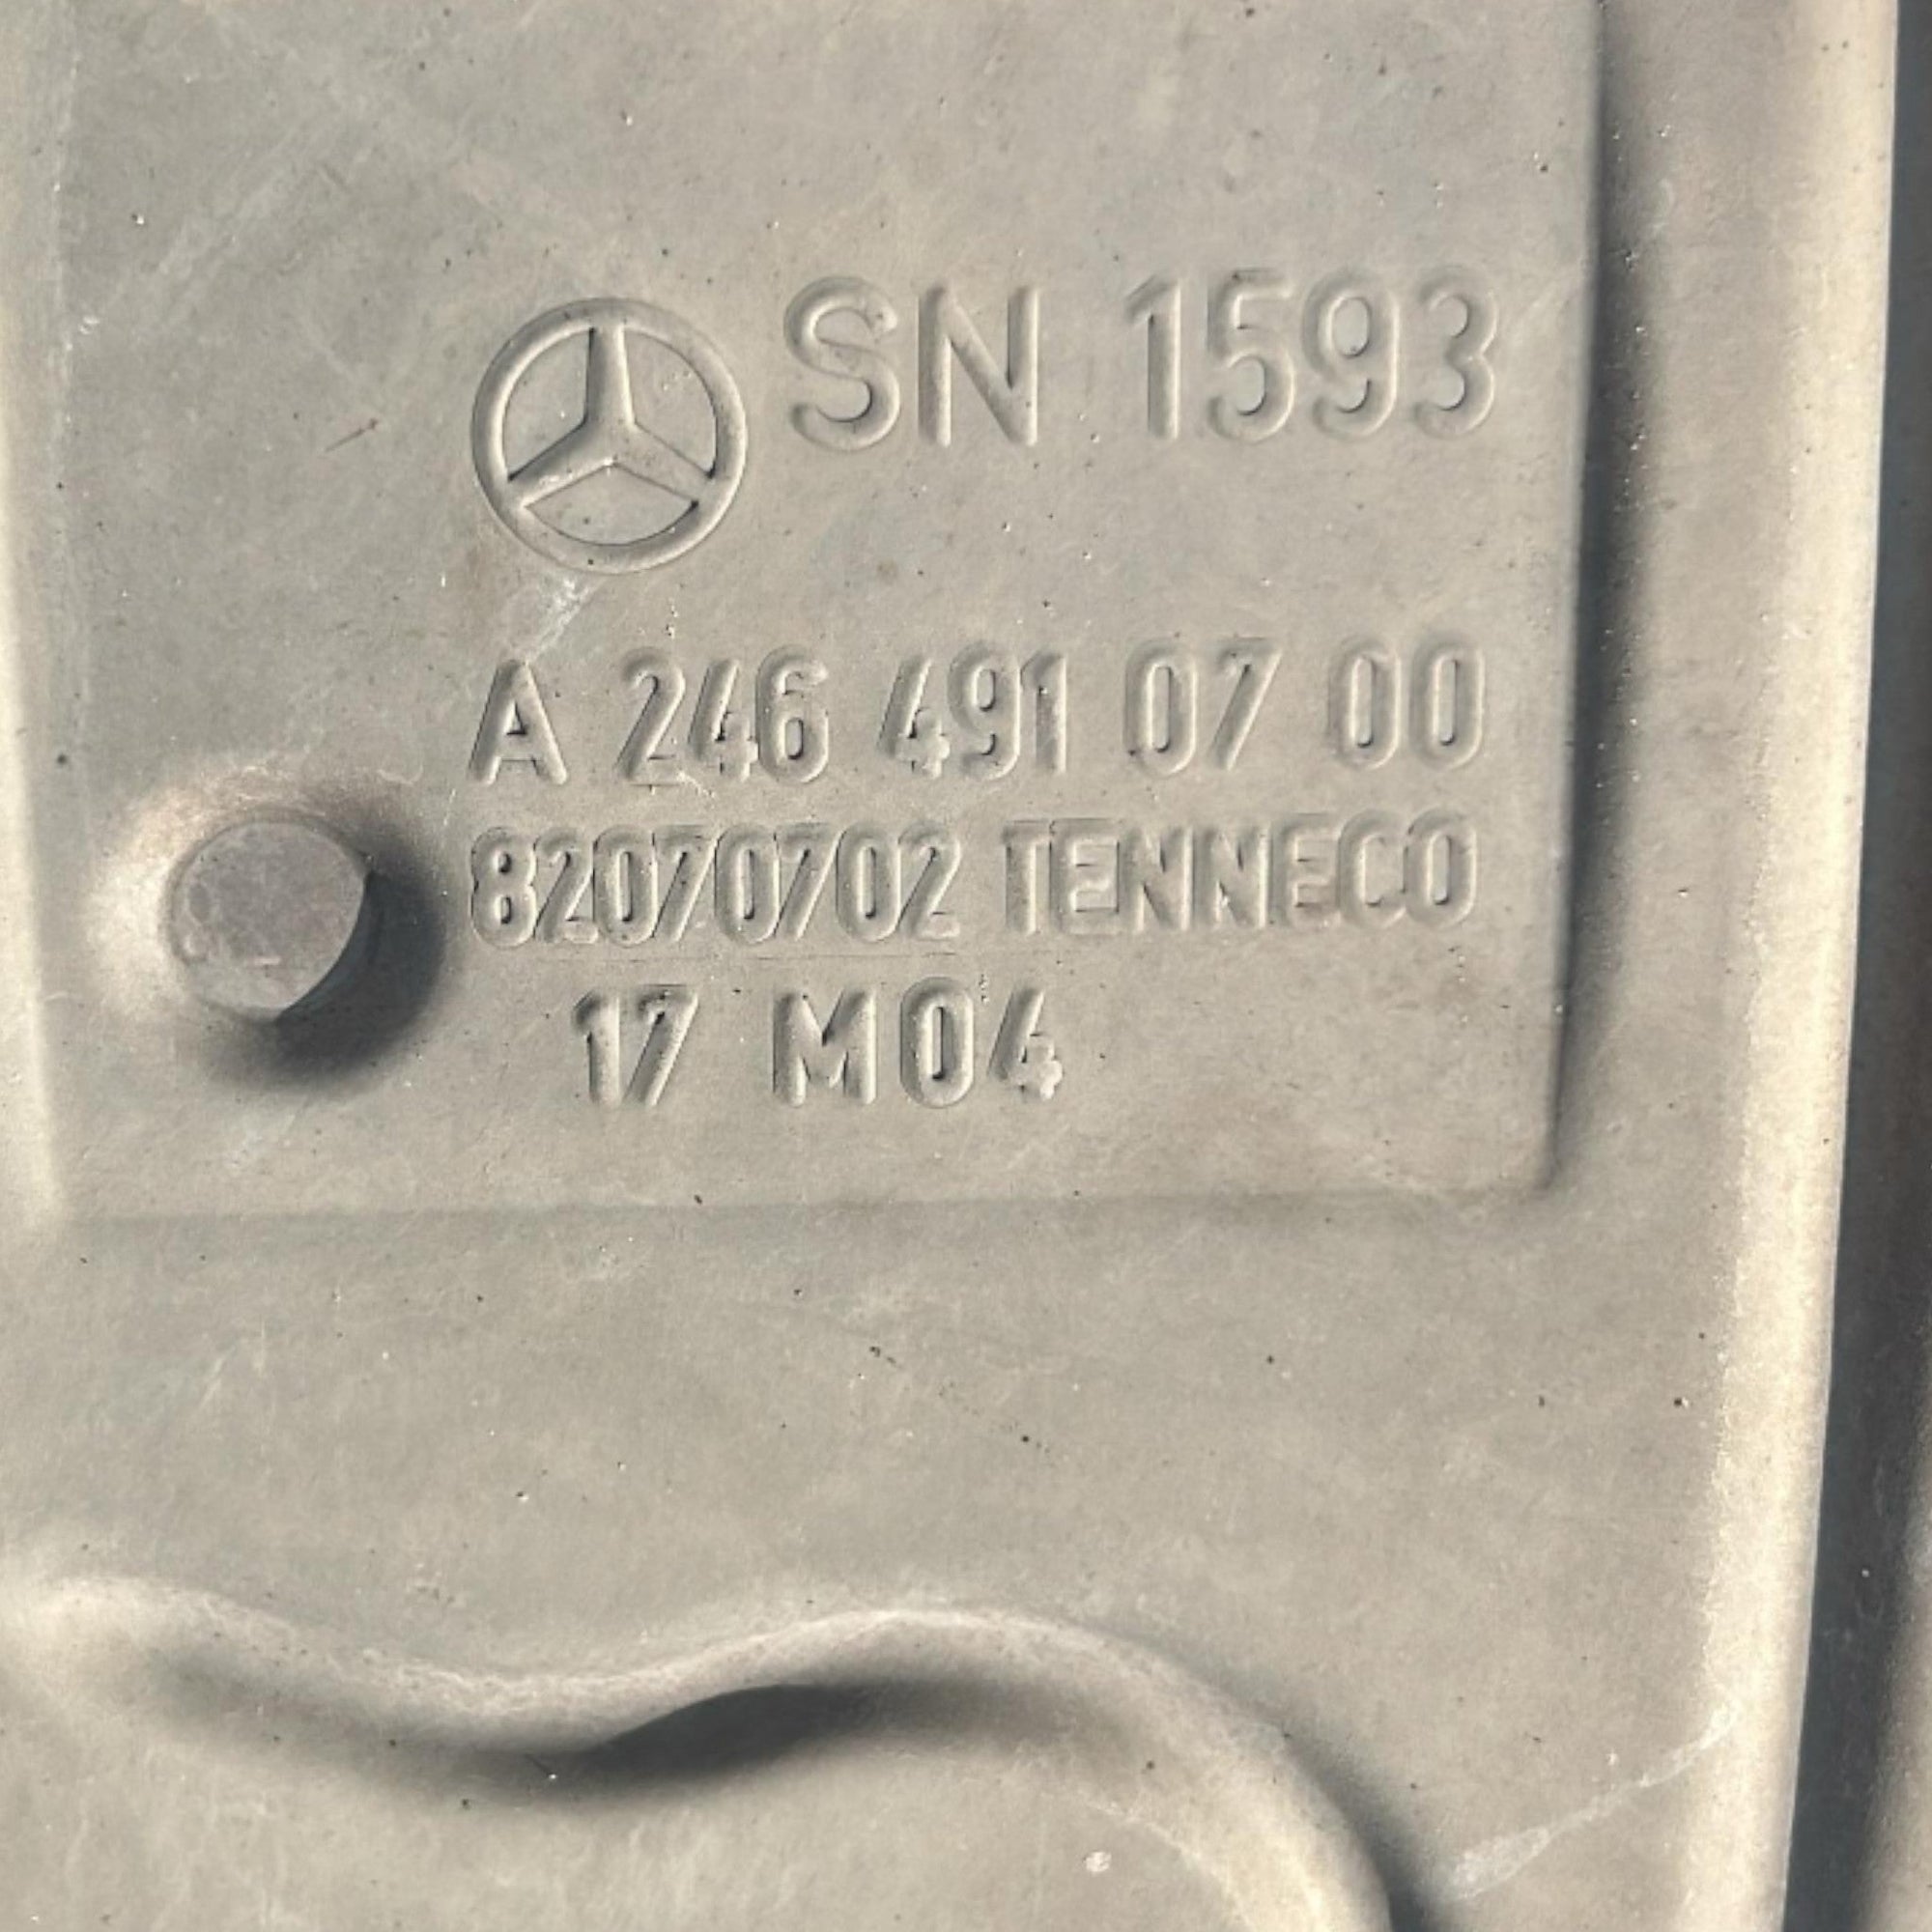 SN 1593
A 246 491 07 00
82070702 TENNECO
17 M04